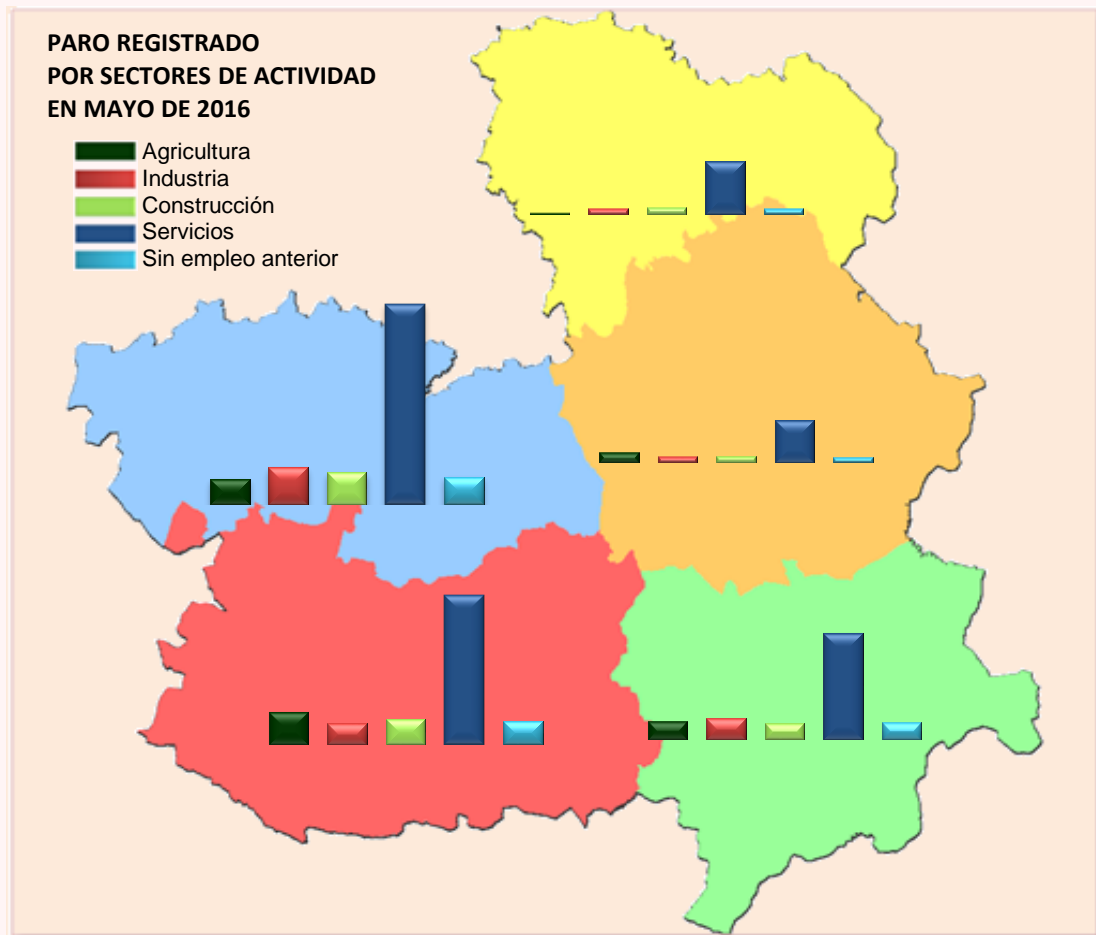 PARO REGISTRADO
POR SECTORES DE ACTIVIDAD
EN MAYO DE 2016
Agricultura
Industria
Construcción
Servicios
Sin empleo anterior